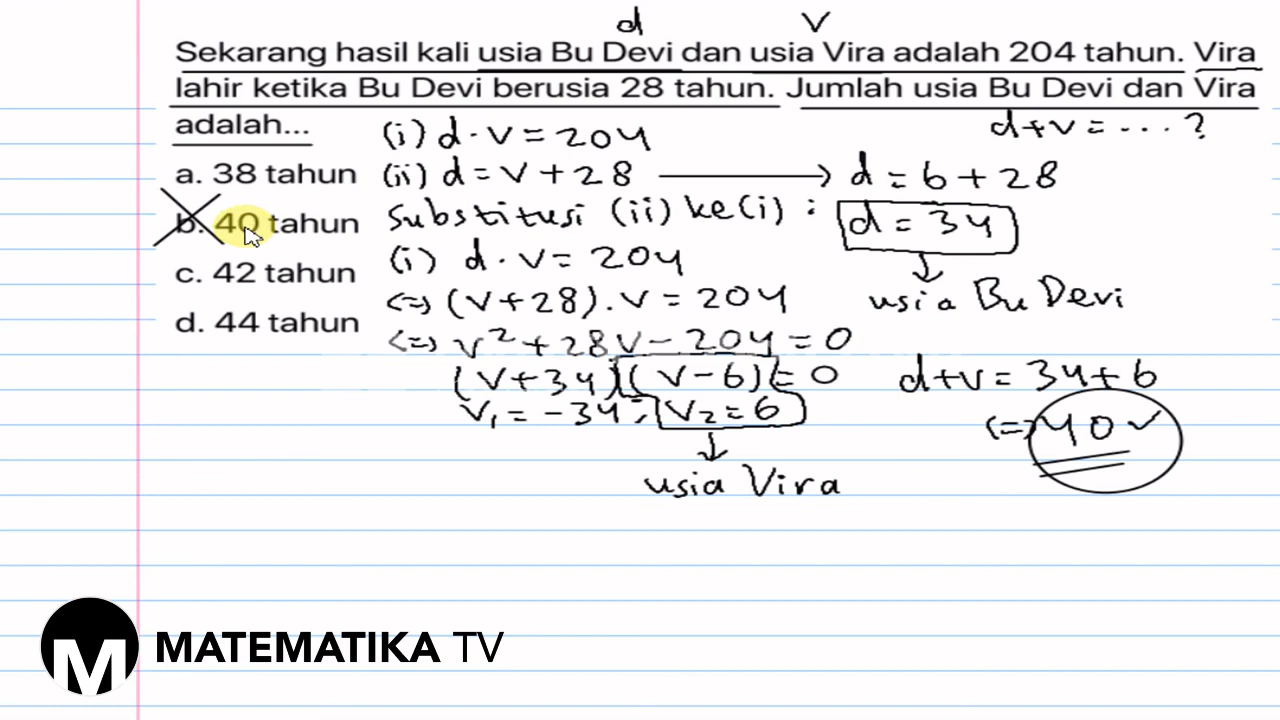 d v
Sekarang hasil kali usia Bu Devi dan usia Vira adalah 204 tahun. Vira
lahir ketika Bu Devi berusia 28 tahun. Jumlah usia Bu Devi dan Vira
adalah...
d+v = ....?
a. 38 tahun
b. 40 tahun
c. 42 tahun
d. 44 tahun
(i) d·v = 204
(ii) d = v + 28 → d = 6 + 28
Substitusi (ii) ke (i) : d = 34
(i) d·v = 204
usia Bu Devi
<=> (v+28).v = 204
<=> v² + 28v - 204 = 0
(v+34)(v-6) = 0
v₁ = -34; v₂ = 6
usia Vira
d+v = 34+6
<=> 40 ✓
M MATEMATIKA TV